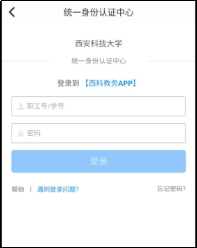 统一身份认证中心
西安科技大学
统一身份认证中心
登录到 【西科教务APP】
职工号/学号
密码
登录
帮助 | 遇到登录问题? 忘记密码?